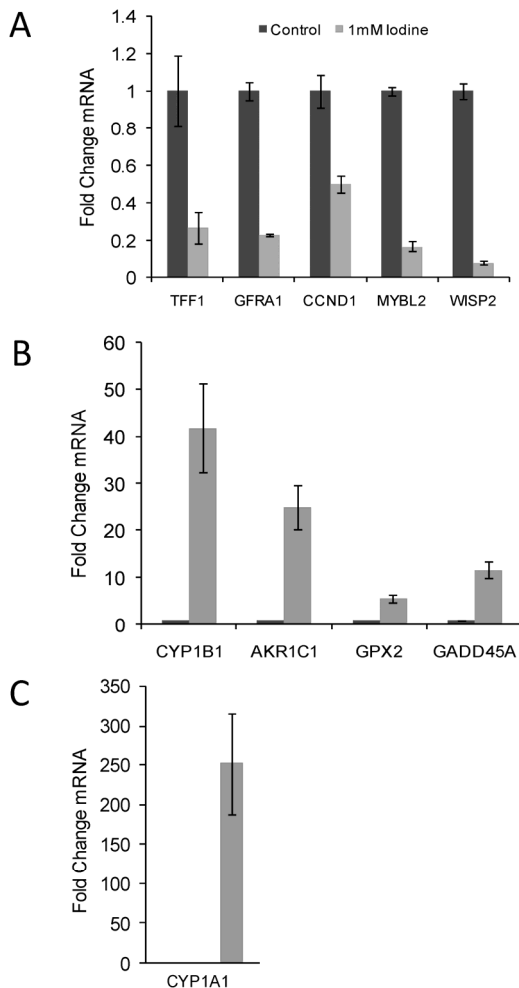 A
Control 1mM Iodine
Fold Change mRNA
1.4
1.2
1
0.8
0.6
0.4
0.2
0
TFF1 GFRA1 CCND1 MYBL2 WISP2
B
Fold Change mRNA
60
50
40
30
20
10
0
CYP1B1 AKR1C1 GPX2 GADD45A
C
Fold Change mRNA
350
300
250
200
150
100
50
0
CYP1A1